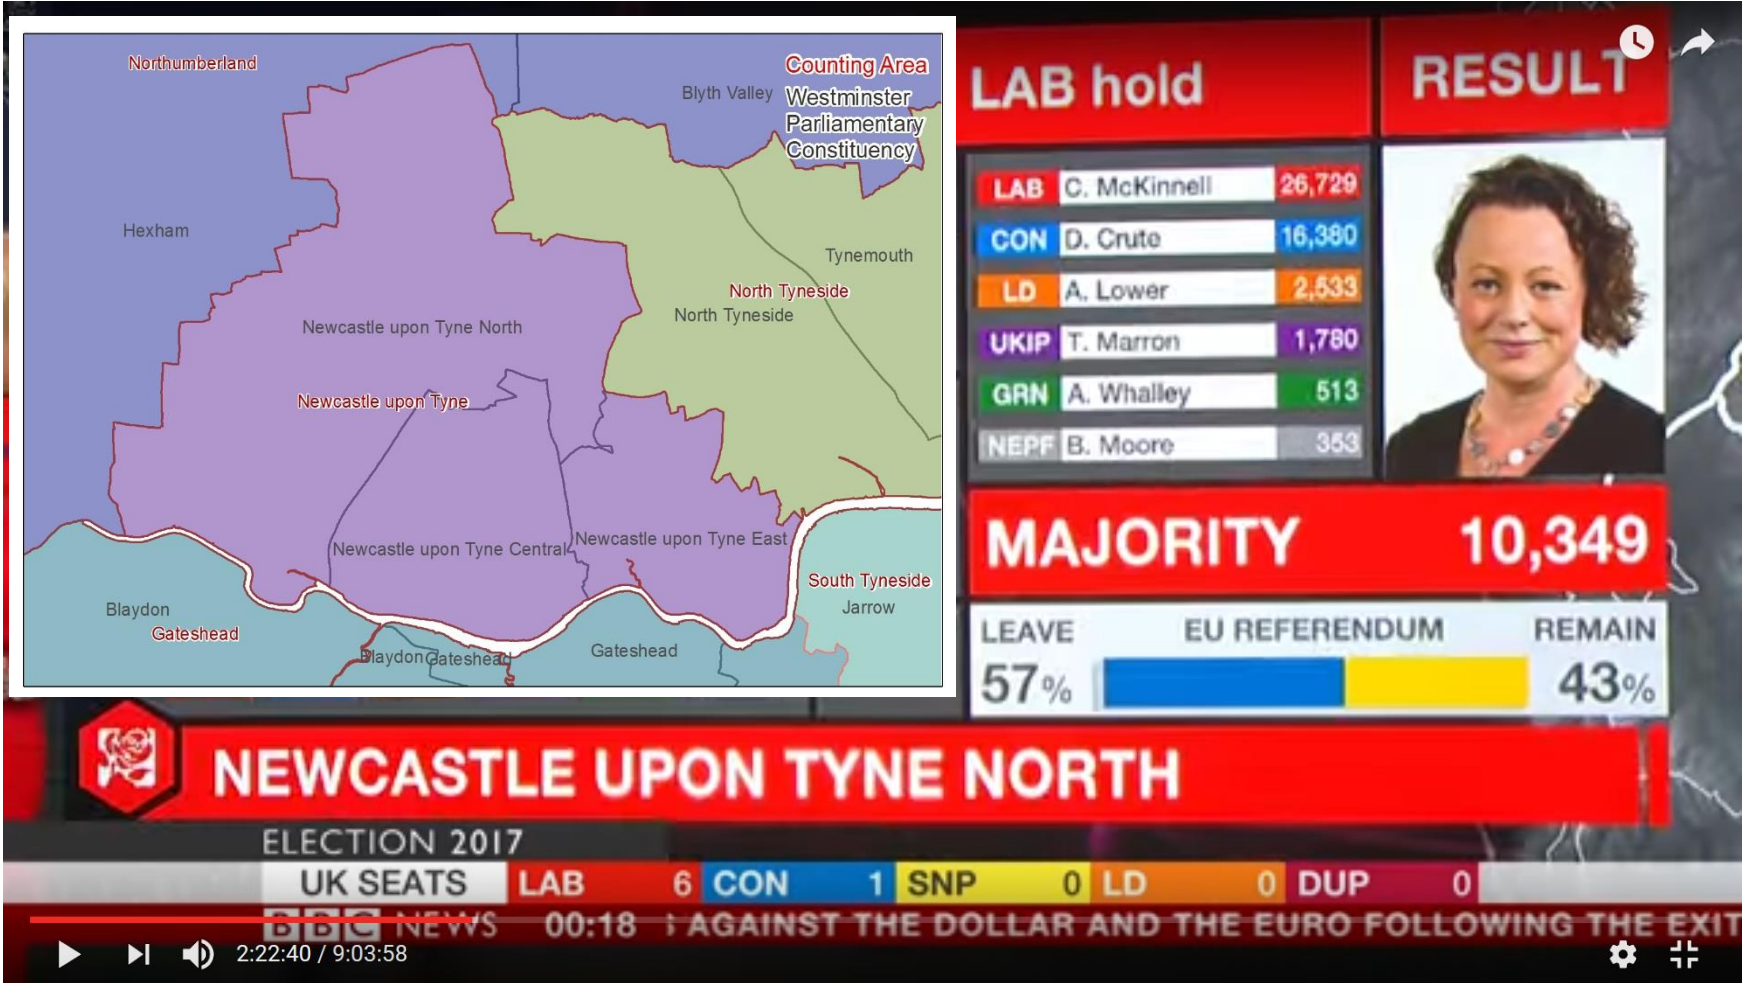 Northumberland
Counting Area
Blyth Valley
Westminster
Parliamentary
Constituency
Hexham
Tynemouth
North Tyneside
North Tyneside
Newcastle upon Tyne North
Newcastle upon Tyne
Newcastle upon Tyne Central
Newcastle upon Tyne East
South Tyneside
Jarrow
Blaydon
Gateshead
Blaydon
Gateshead
Gateshead
LAB hold
RESULT
LAB C. McKinnell 26,729
CON D. Crute 16,380
LD A. Lower 2,533
UKIP T. Marron 1,780
GRN A. Whalley 513
NEPF B. Moore 353
MAJORITY 10,349
LEAVE EU REFERENDUM REMAIN
57% 43%
NEWCASTLE UPON TYNE NORTH
ELECTION 2017
UK SEATS LAB 6 CON 1 SNP 0 LD 0 DUP 0
BBC NEWS 00:18 AGAINST THE DOLLAR AND THE EURO FOLLOWING THE EXIT
2:22:40 / 9:03:58